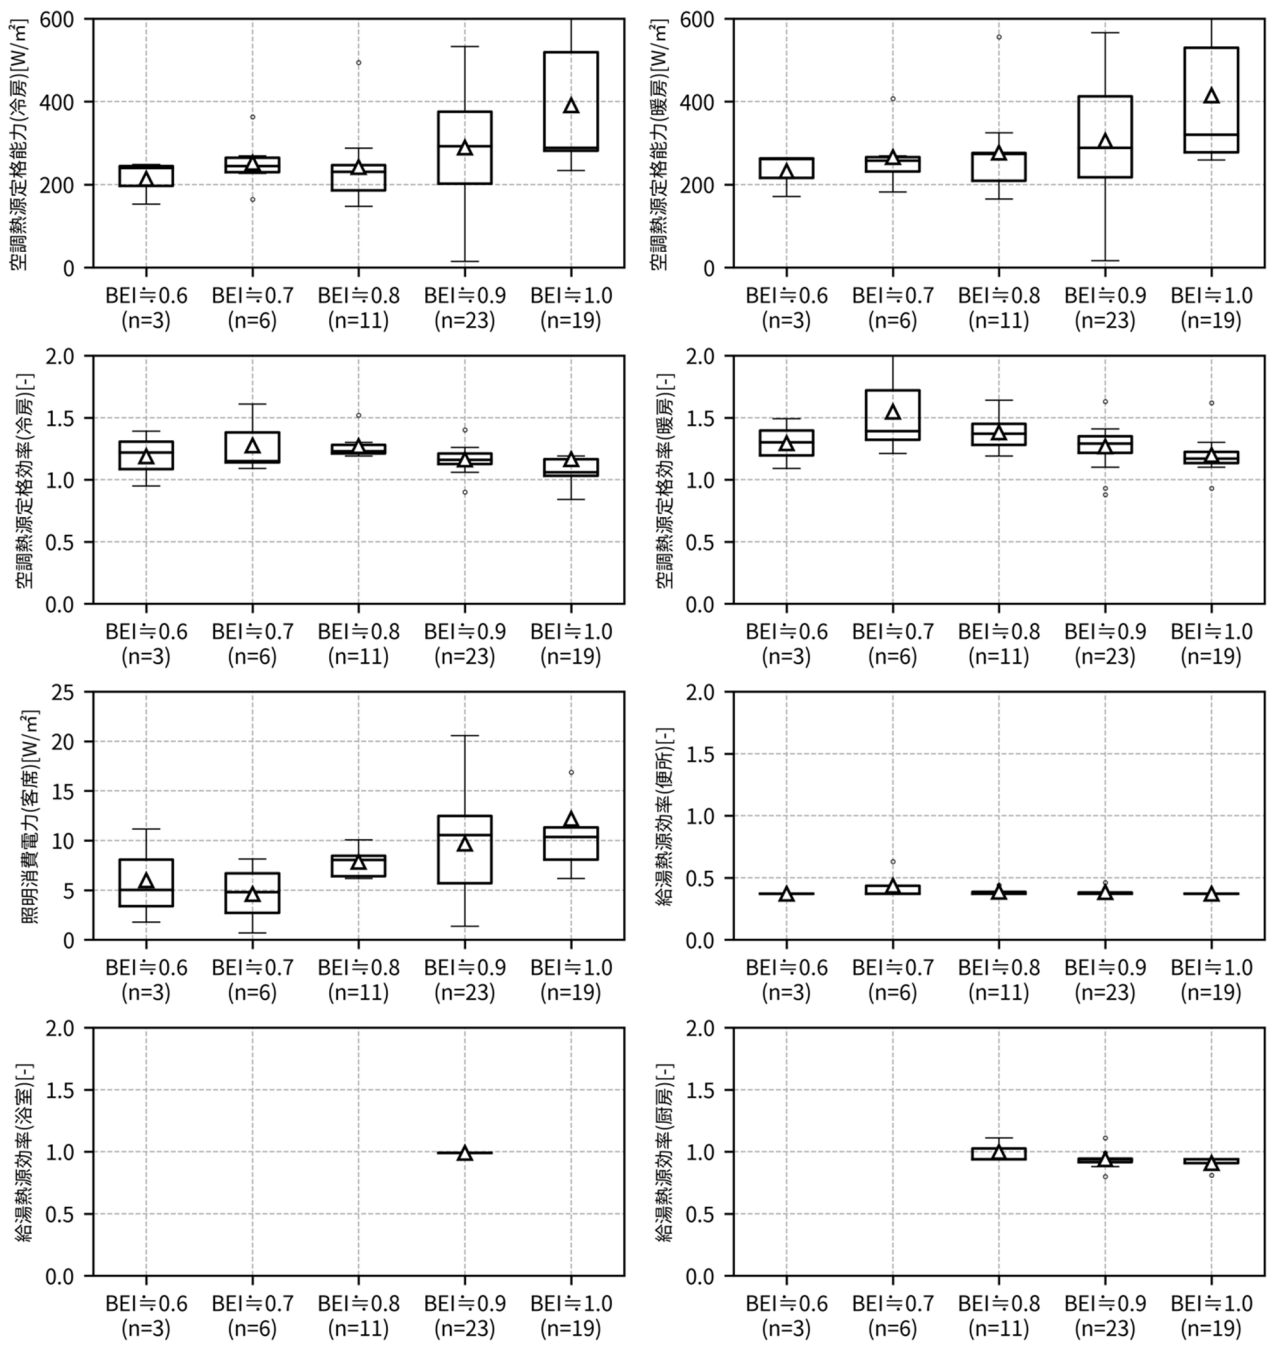 空調熱源定格能力(冷房)[W/㎡]
600
400
200
0
BEI≒0.6 BEI≒0.7 BEI≒0.8 BEI≒0.9 BEI≒1.0
(n=3) (n=6) (n=11) (n=23) (n=19)
空調熱源定格能力(暖房)[W/㎡]
600
400
200
0
BEI≒0.6 BEI≒0.7 BEI≒0.8 BEI≒0.9 BEI≒1.0
(n=3) (n=6) (n=11) (n=23) (n=19)
空調熱源定格効率(冷房)[-]
2.0
1.5
1.0
0.5
0.0
BEI≒0.6 BEI≒0.7 BEI≒0.8 BEI≒0.9 BEI≒1.0
(n=3) (n=6) (n=11) (n=23) (n=19)
空調熱源定格効率(暖房)[-]
2.0
1.5
1.0
0.5
0.0
BEI≒0.6 BEI≒0.7 BEI≒0.8 BEI≒0.9 BEI≒1.0
(n=3) (n=6) (n=11) (n=23) (n=19)
照明消費電力(客席)[W/㎡]
25
20
15
10
5
0
BEI≒0.6 BEI≒0.7 BEI≒0.8 BEI≒0.9 BEI≒1.0
(n=3) (n=6) (n=11) (n=23) (n=19)
給湯熱源効率(便所)[-]
2.0
1.5
1.0
0.5
0.0
BEI≒0.6 BEI≒0.7 BEI≒0.8 BEI≒0.9 BEI≒1.0
(n=3) (n=6) (n=11) (n=23) (n=19)
給湯熱源効率(浴室)[-]
2.0
1.5
1.0
0.5
0.0
BEI≒0.6 BEI≒0.7 BEI≒0.8 BEI≒0.9 BEI≒1.0
(n=3) (n=6) (n=11) (n=23) (n=19)
給湯熱源効率(厨房)[-]
2.0
1.5
1.0
0.5
0.0
BEI≒0.6 BEI≒0.7 BEI≒0.8 BEI≒0.9 BEI≒1.0
(n=3) (n=6) (n=11) (n=23) (n=19)